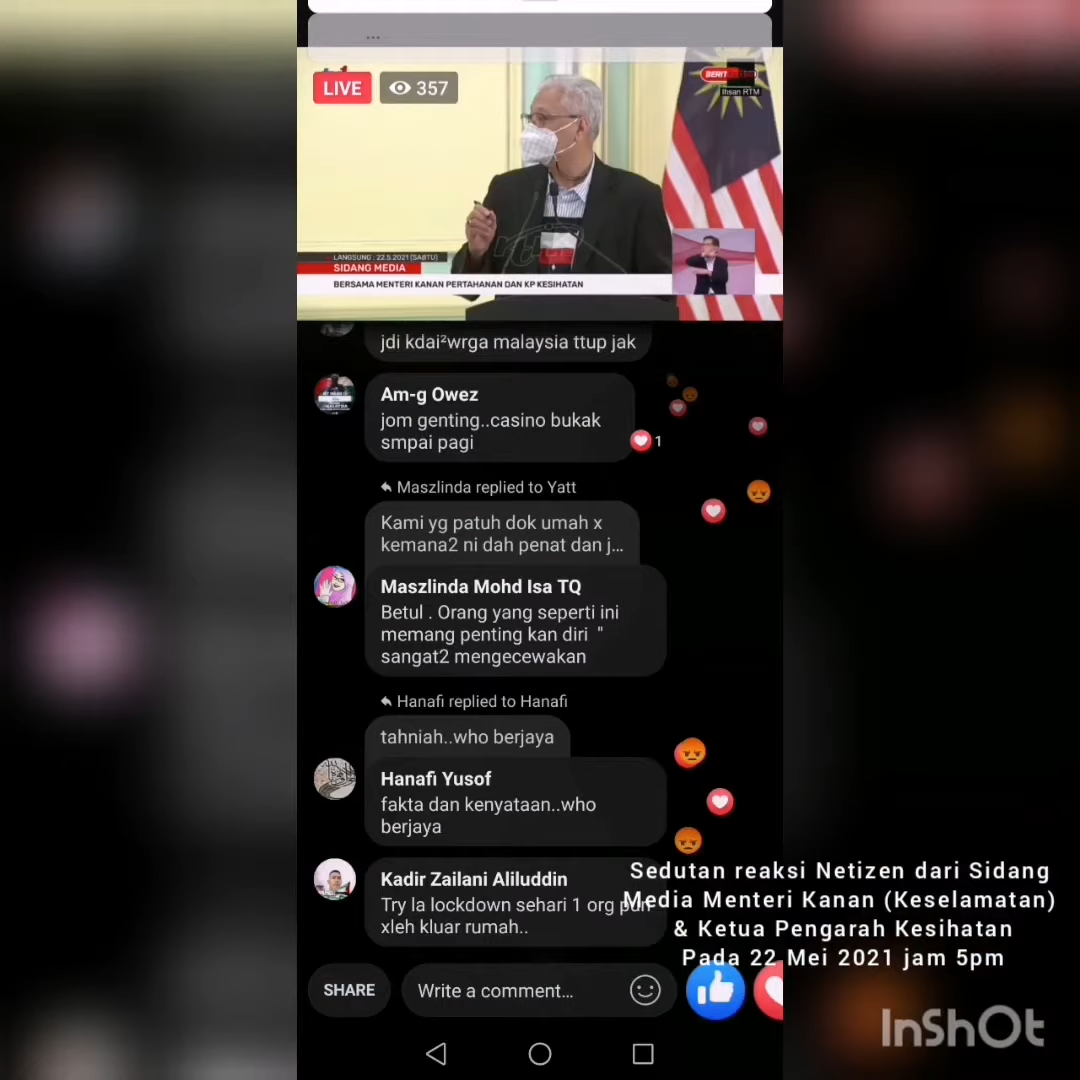 ...
LIVE
357
BERIT
Ihsan RTM
LANGSUNG : 22.5.2021 (SABTU)
SIDANG MEDIA
BERSAMA MENTERI KANAN PERTAHANAN DAN KP KESIHATAN
jdi kdai²wrga malaysia ttup jak
Am-g Owez
jom genting..casino bukak
smpai pagi
1
Maszlinda replied to Yatt
Kami yg patuh dok umah x
kemana2 ni dah penat dan j...
Maszlinda Mohd Isa TQ
Betul . Orang yang seperti ini
memang penting kan diri "
sangat2 mengecewakan
Hanafi replied to Hanafi
tahniah..who berjaya
Hanafi Yusof
fakta dan kenyataan..who
berjaya
Kadir Zailani Aliluddin
Try la lockdown sehari 1 org pun
xleh kluar rumah..
Sedutan reaksi Netizen dari Sidang
Media Menteri Kanan (Keselamatan)
& Ketua Pengarah Kesihatan
Pada 22 Mei 2021 jam 5pm
SHARE
Write a comment...
InShOt